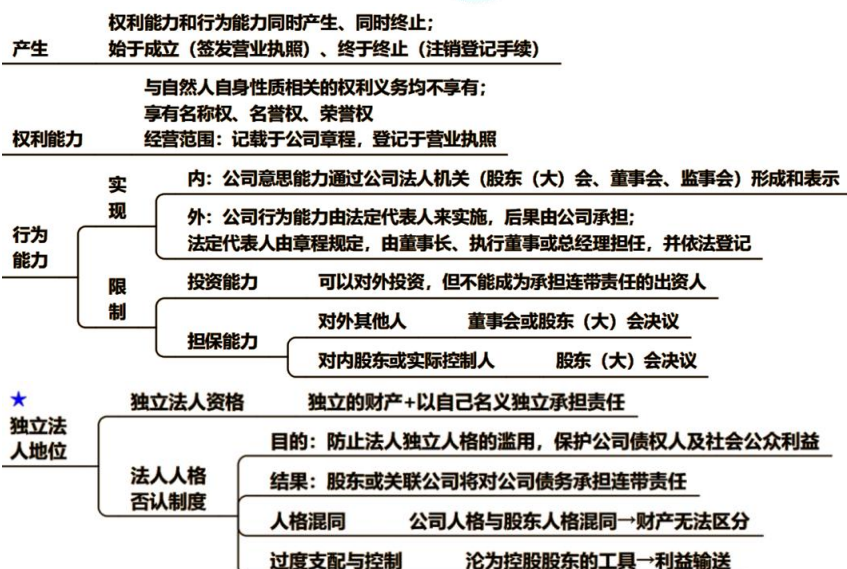 权利能力和行为能力同时产生、同时终止；
产生
始于成立（签发营业执照）、终于终止（注销登记手续）
与自然人自身性质相关的权利义务均不享有；
享有名称权、名誉权、荣誉权
权利能力
经营范围：记载于公司章程，登记于营业执照
行为
能力
实
现
内：公司意思能力通过公司法人机关（股东（大）会、董事会、监事会）形成和表示
外：公司行为能力由法定代表人来实施，后果由公司承担；
法定代表人由章程规定，由董事长、执行董事或总经理担任，并依法登记
限
制
投资能力 可以对外投资，但不能成为承担连带责任的出资人
担保能力
对外其他人 董事会或股东（大）会决议
对内股东或实际控制人 股东（大）会决议
★
独立法
人地位
独立法人资格 独立的财产+以自己名义独立承担责任
法人人格
否认制度
目的：防止法人独立人格的滥用，保护公司债权人及社会公众利益
结果：股东或关联公司将对公司债务承担连带责任
人格混同 公司人格与股东人格混同→财产无法区分
过度支配与控制 沦为控股股东的工具→利益输送